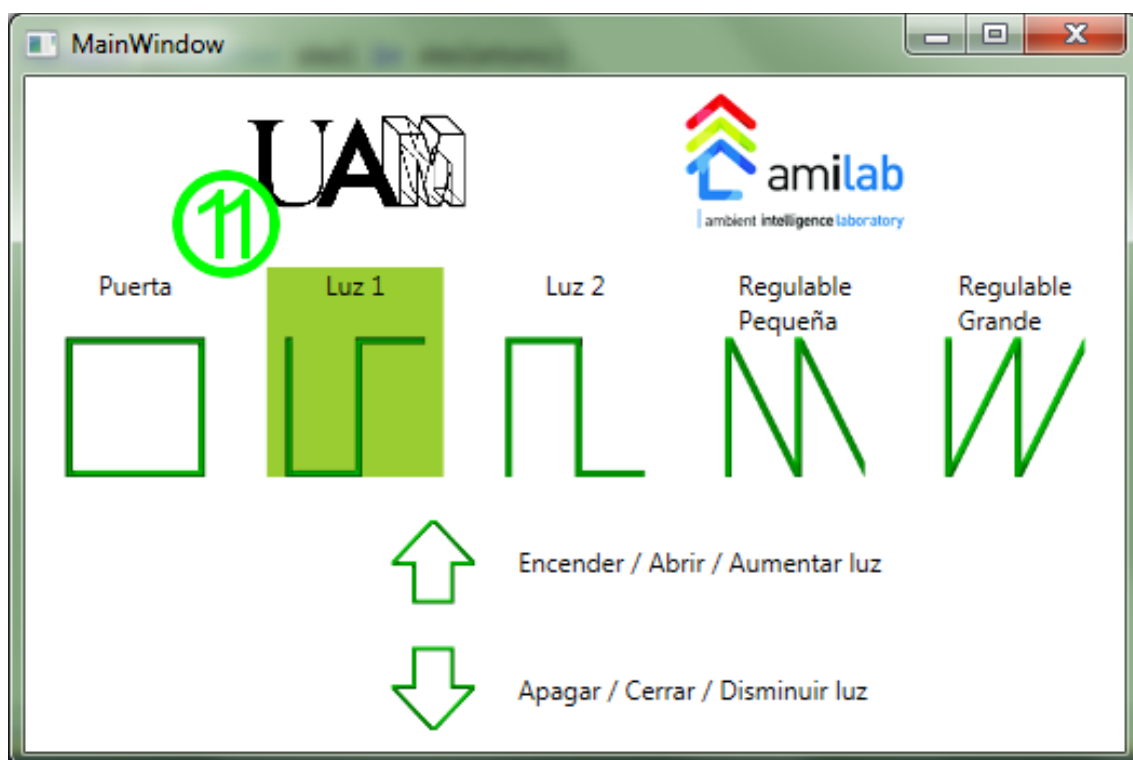 MainWindow
UAM
amilab
ambient intelligence laboratory
11
Puerta
Luz 1
Luz 2
Regulable
Pequeña
Regulable
Grande
Encender / Abrir / Aumentar luz
Apagar / Cerrar / Disminuir luz